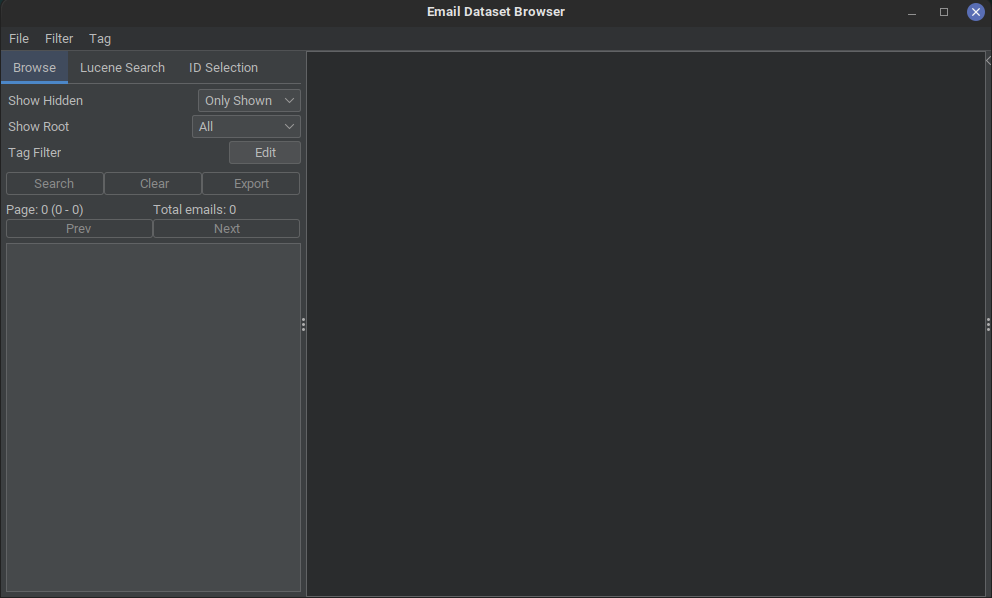 Email Dataset Browser
File Filter Tag
Browse Lucene Search ID Selection
Show Hidden Only Shown
Show Root All
Tag Filter Edit
Search Clear Export
Page: 0 (0 - 0) Total emails: 0
Prev Next